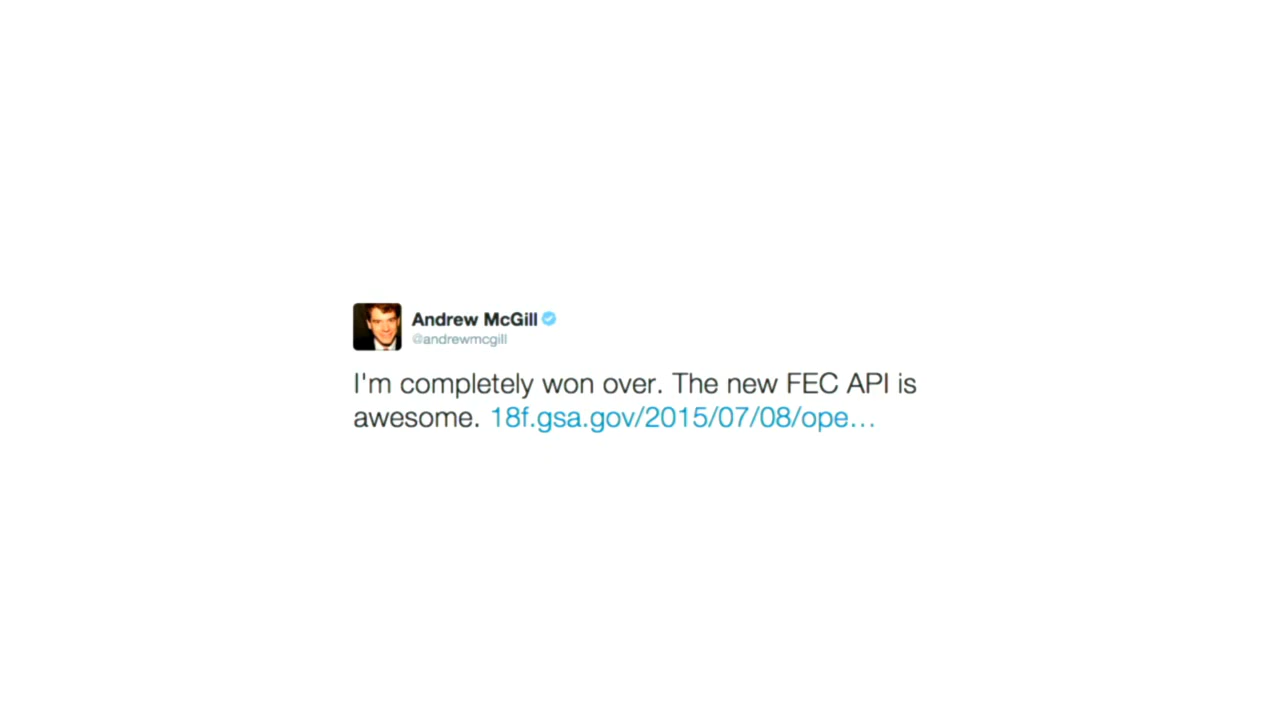 Andrew McGill
@andrewmcgill
I'm completely won over. The new FEC API is
awesome. 18f.gsa.gov/2015/07/08/ope…